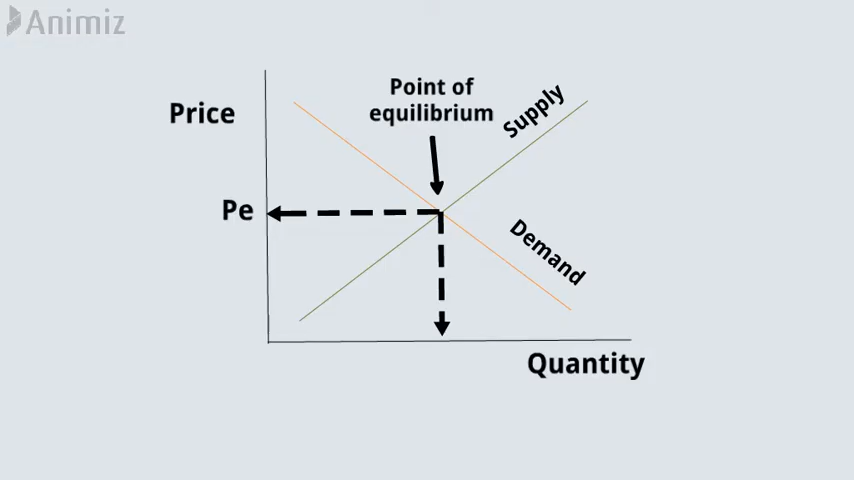 Animiz
Point of
equilibrium
Supply
Price
Pe
Demand
Quantity